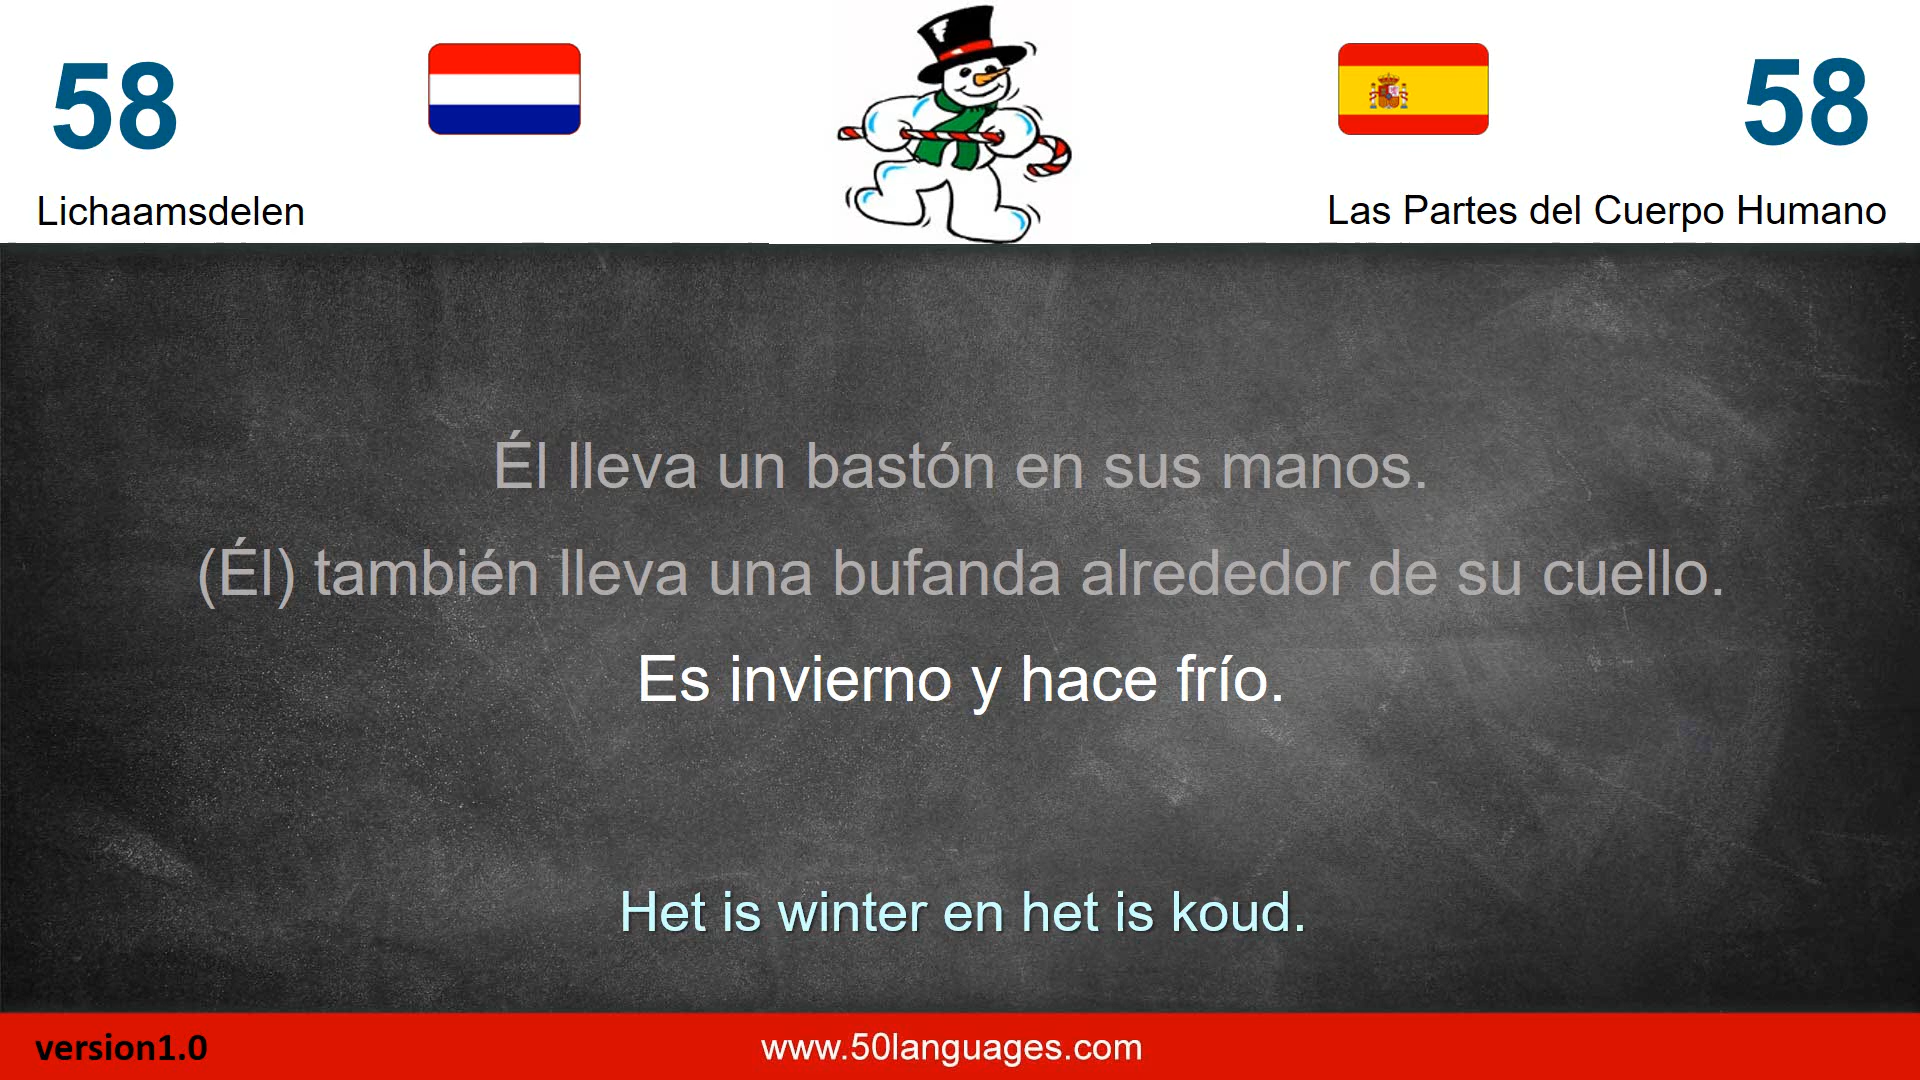 58
58
Lichaamsdelen
Las Partes del Cuerpo Humano
Él lleva un bastón en sus manos.
(Él) también lleva una bufanda alrededor de su cuello.
Es invierno y hace frío.
Het is winter en het is koud.
version1.0
www.50languages.com